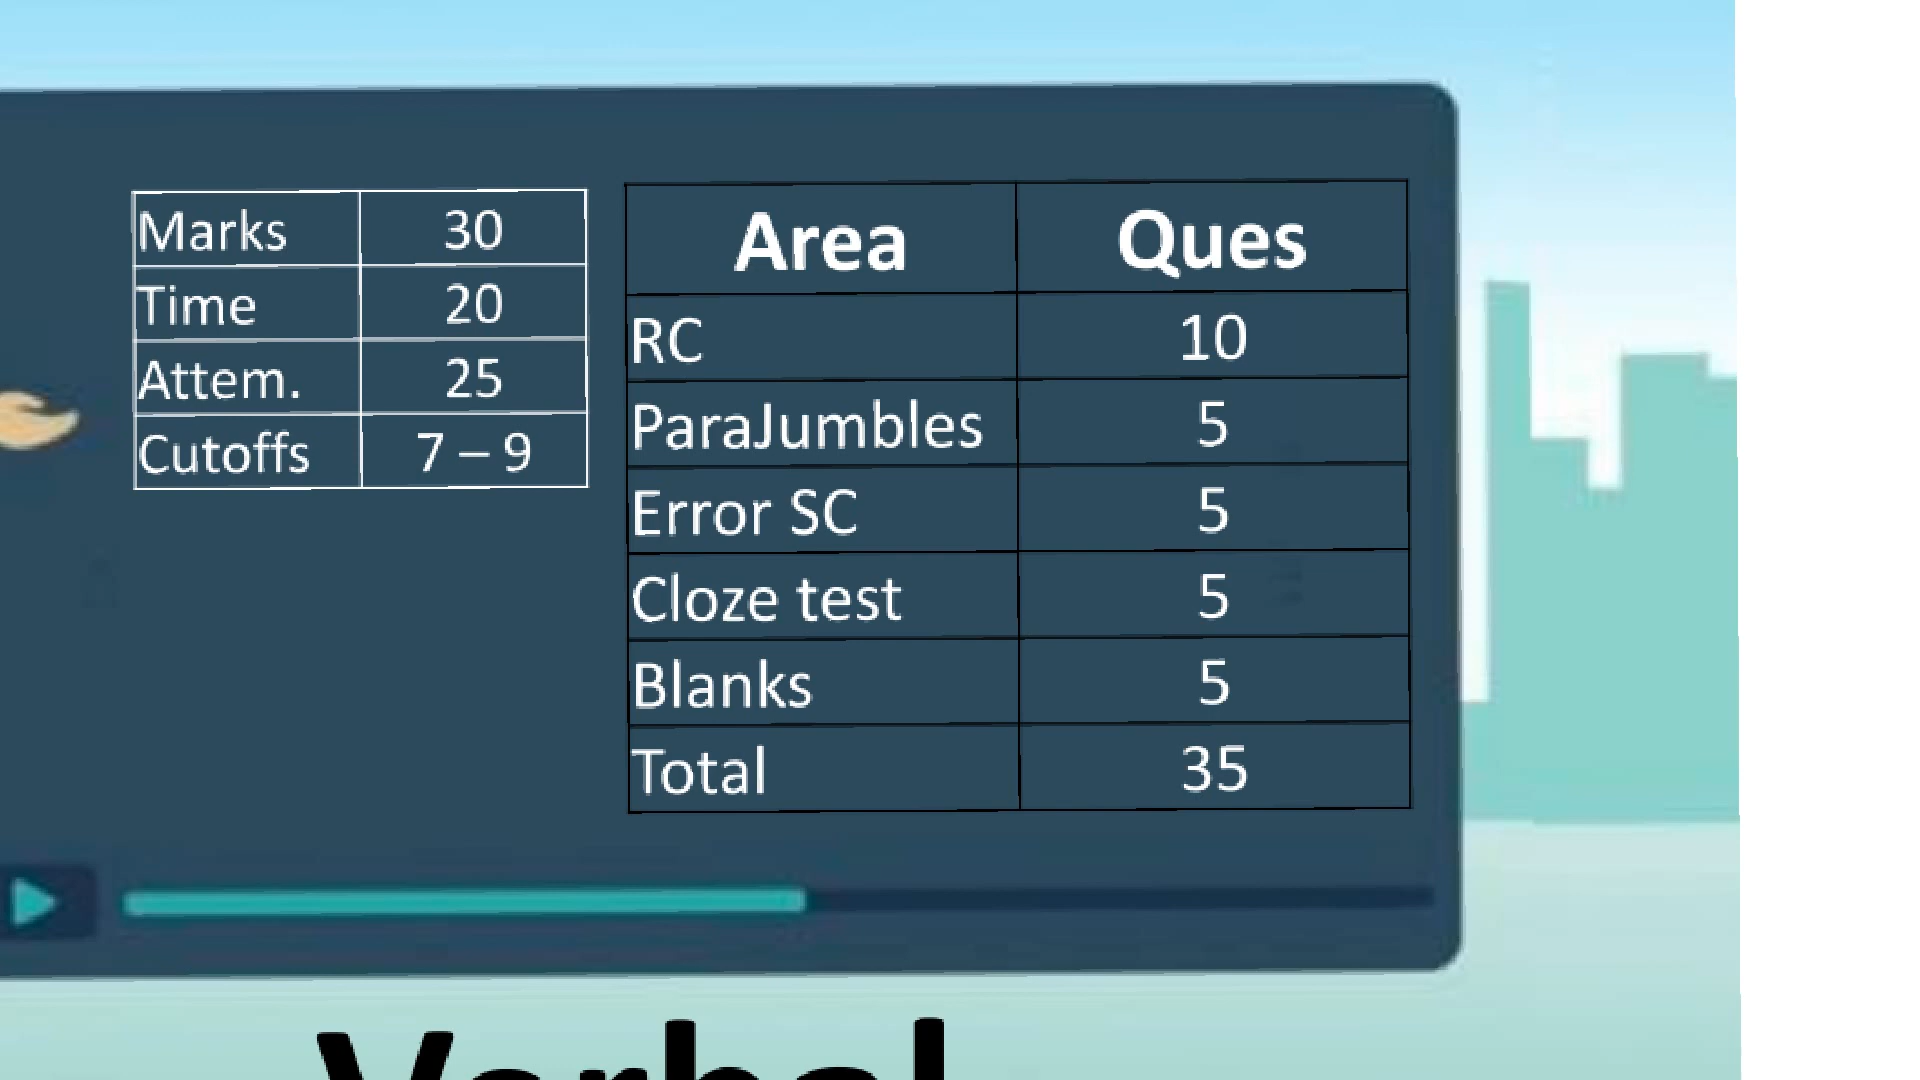 Marks 30
Time 20
Attem. 25
Cutoffs 7 – 9
Area Ques
RC 10
ParaJumbles 5
Error SC 5
Cloze test 5
Blanks 5
Total 35
Verbal